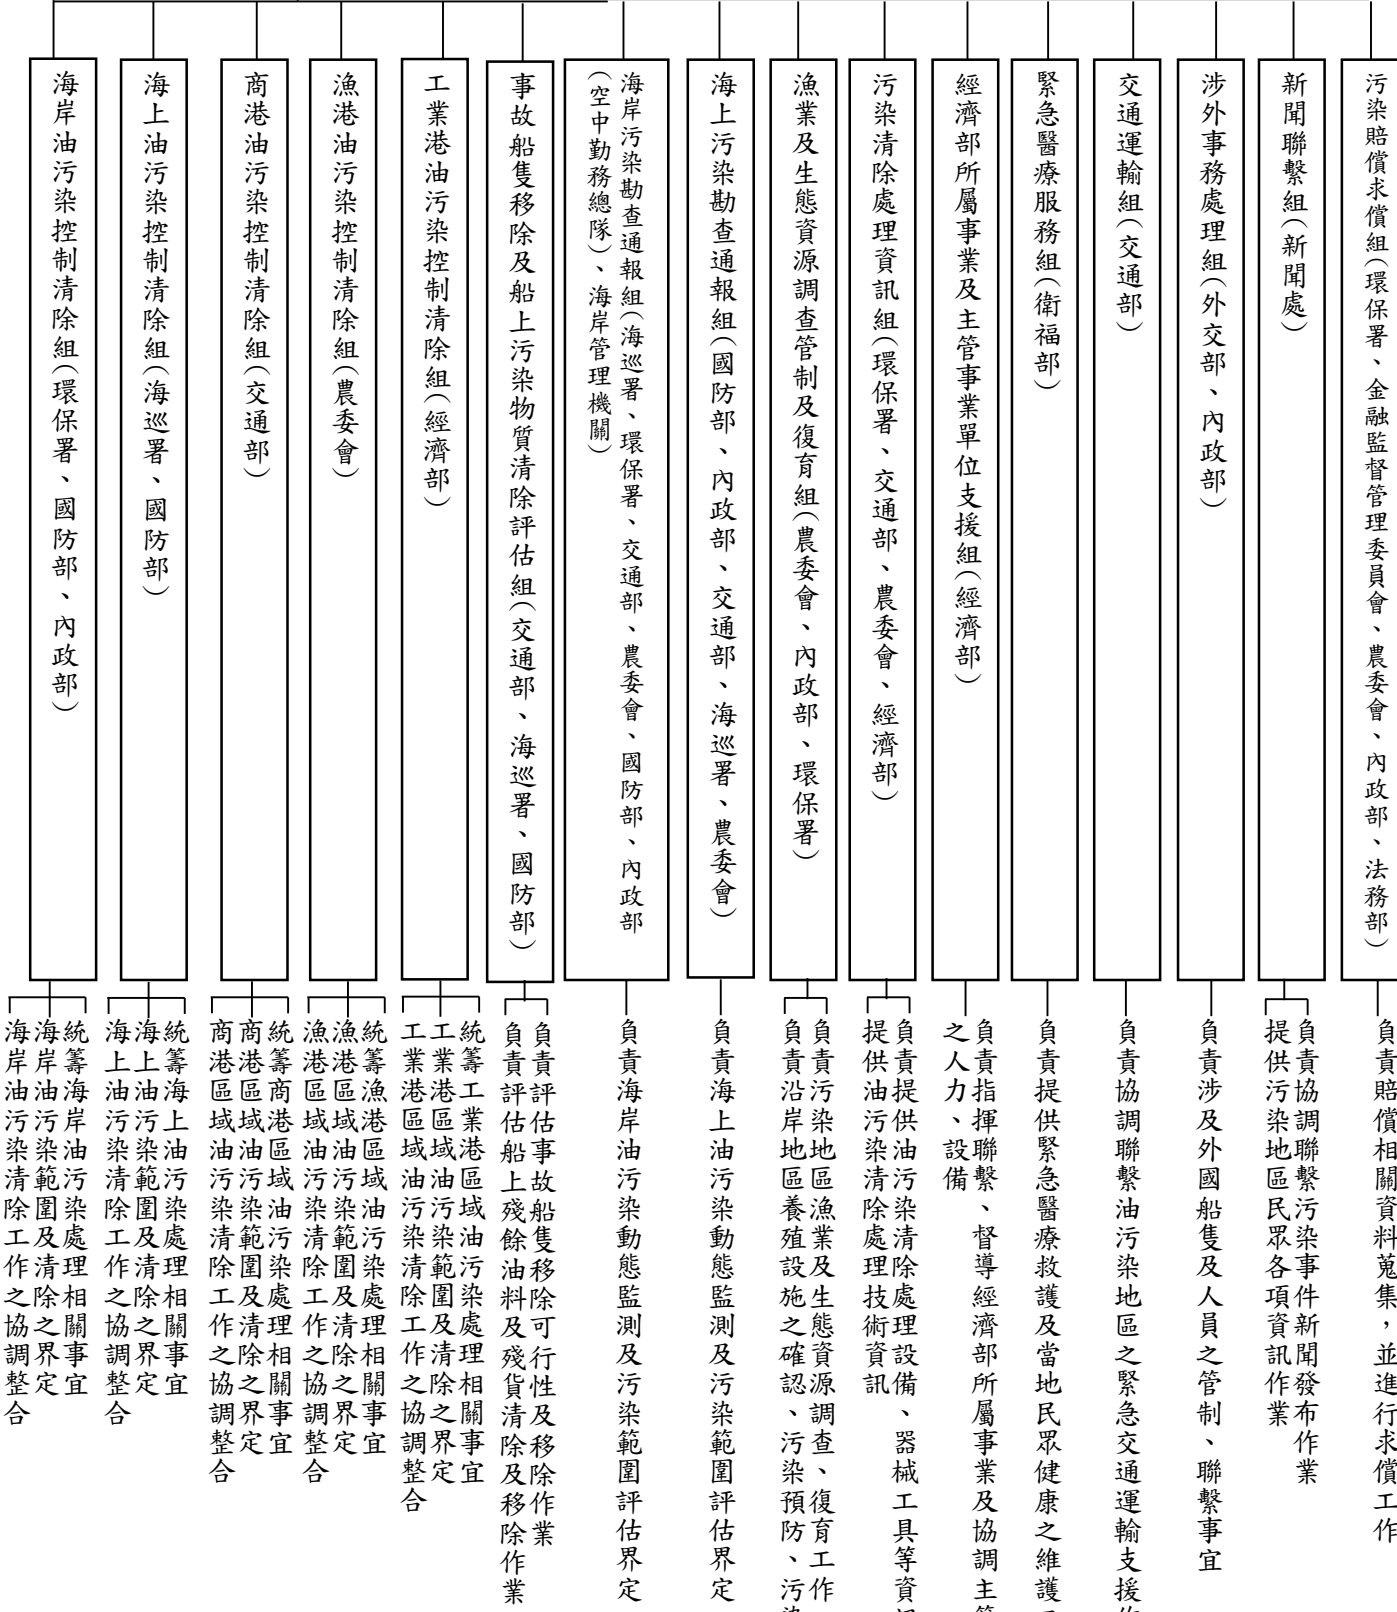 污染賠償求償組(環保署、金融監督管理委員會、農委會、內政部、法務部)
負責賠償相關資料蒐集，並進行求償工作
新聞聯繫組(新聞處)
負責協調聯繫污染事件新聞發布作業
提供污染地區民眾各項資訊作業
涉外事務處理組(外交部、內政部)
負責涉及外國船隻及人員之管制、聯繫事宜
交通運輸組(交通部)
負責協調聯繫油污染地區之緊急交通運輸支援
緊急醫療服務組(衛福部)
負責提供緊急醫療救護及當地民眾健康之維護
經濟部所屬事業及主管事業單位支援組(經濟部)
負責指揮聯繫、督導經濟部所屬事業及協調主
之人力、設備
污染清除處理資訊組(環保署、交通部、農委會、經濟部)
負責提供油污染清除處理設備、器械工具等資
提供油污染清除處理技術資訊
漁業及生態資源調查管制及復育組(農委會、內政部、環保署)
負責污染地區漁業及生態資源調查、復育工作
負責沿岸地區養殖設施之確認、污染預防、污
海上污染勘查通報組(國防部、內政部、交通部、海巡署、農委會)
負責海上油污染動態監測及污染範圍評估界定
海岸污染勘查通報組(海巡署、環保署、交通部、農委會、國防部、內政部
(空中勤務總隊)、海岸管理機關)
負責海岸油污染動態監測及污染範圍評估界定
事故船隻移除及船上污染物質清除評估組(交通部、海巡署、國防部)
負責評估事故船隻移除可行性及移除作業
負責評估船上殘餘油料及殘貨清除及移除作業
工業港油污染控制清除組(經濟部)
統籌工業港區域油污染處理相關事宜
工業港區域油污染範圍及清除之界定
工業港區域油污染清除工作之協調整合
漁港油污染控制清除組(農委會)
統籌漁港區域油污染處理相關事宜
漁港區域油污染範圍及清除之界定
漁港區域油污染清除工作之協調整合
商港油污染控制清除組(交通部)
統籌商港區域油污染處理相關事宜
商港區域油污染範圍及清除之界定
商港區域油污染清除工作之協調整合
海上油污染控制清除組(海巡署、國防部)
統籌海上油污染處理相關事宜
海上油污染範圍及清除之界定
海上油污染清除工作之協調整合
海岸油污染控制清除組(環保署、國防部、內政部)
統籌海岸油污染處理相關事宜
海岸油污染範圍及清除之界定
海岸油污染清除工作之協調整合